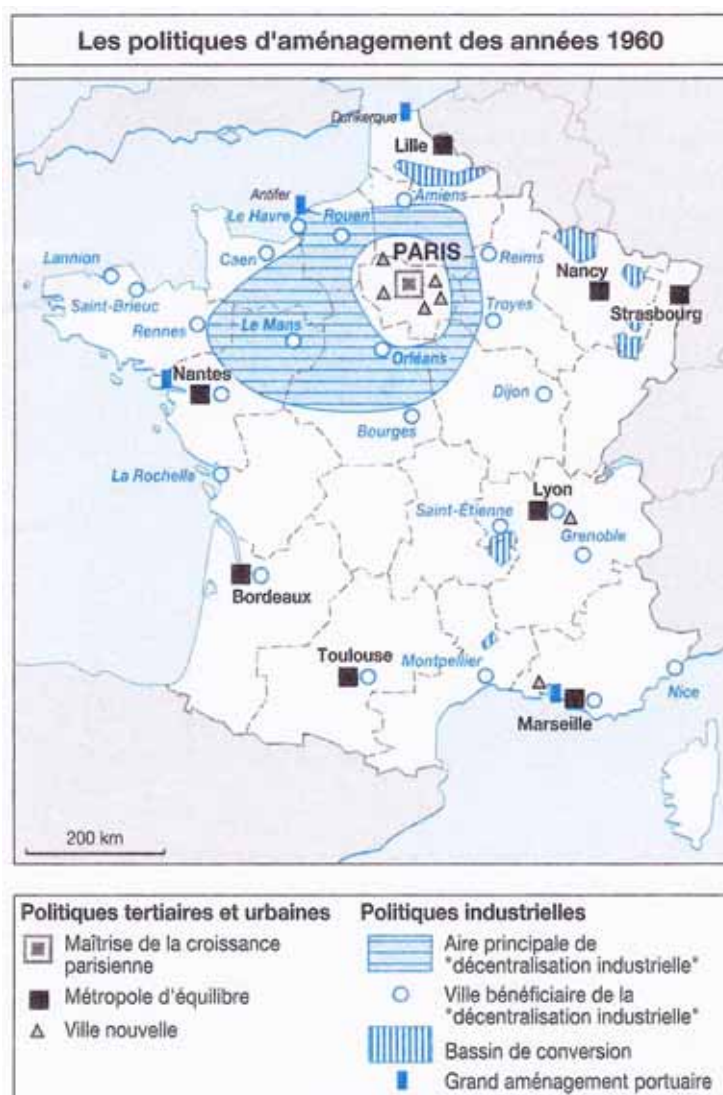 Les politiques d'aménagement des années 1960
Dunkerque
Lille
Amiens
Antifer
Le Havre
Rouen
Caen
PARIS
Reims
Nancy
Strasbourg
Lannion
Saint-Brieuc
Rennes
Le Mans
Orléans
Troyes
Nantes
Bourges
Dijon
La Rochelle
Lyon
Saint-Étienne
Grenoble
Bordeaux
Toulouse
Montpellier
Marseille
Nice
200 km
Politiques tertiaires et urbaines
Maîtrise de la croissance
parisienne
Métropole d'équilibre
Ville nouvelle
Politiques industrielles
Aire principale de
"décentralisation industrielle"
Ville bénéficiaire de la
"décentralisation industrielle"
Bassin de conversion
Grand aménagement portuaire